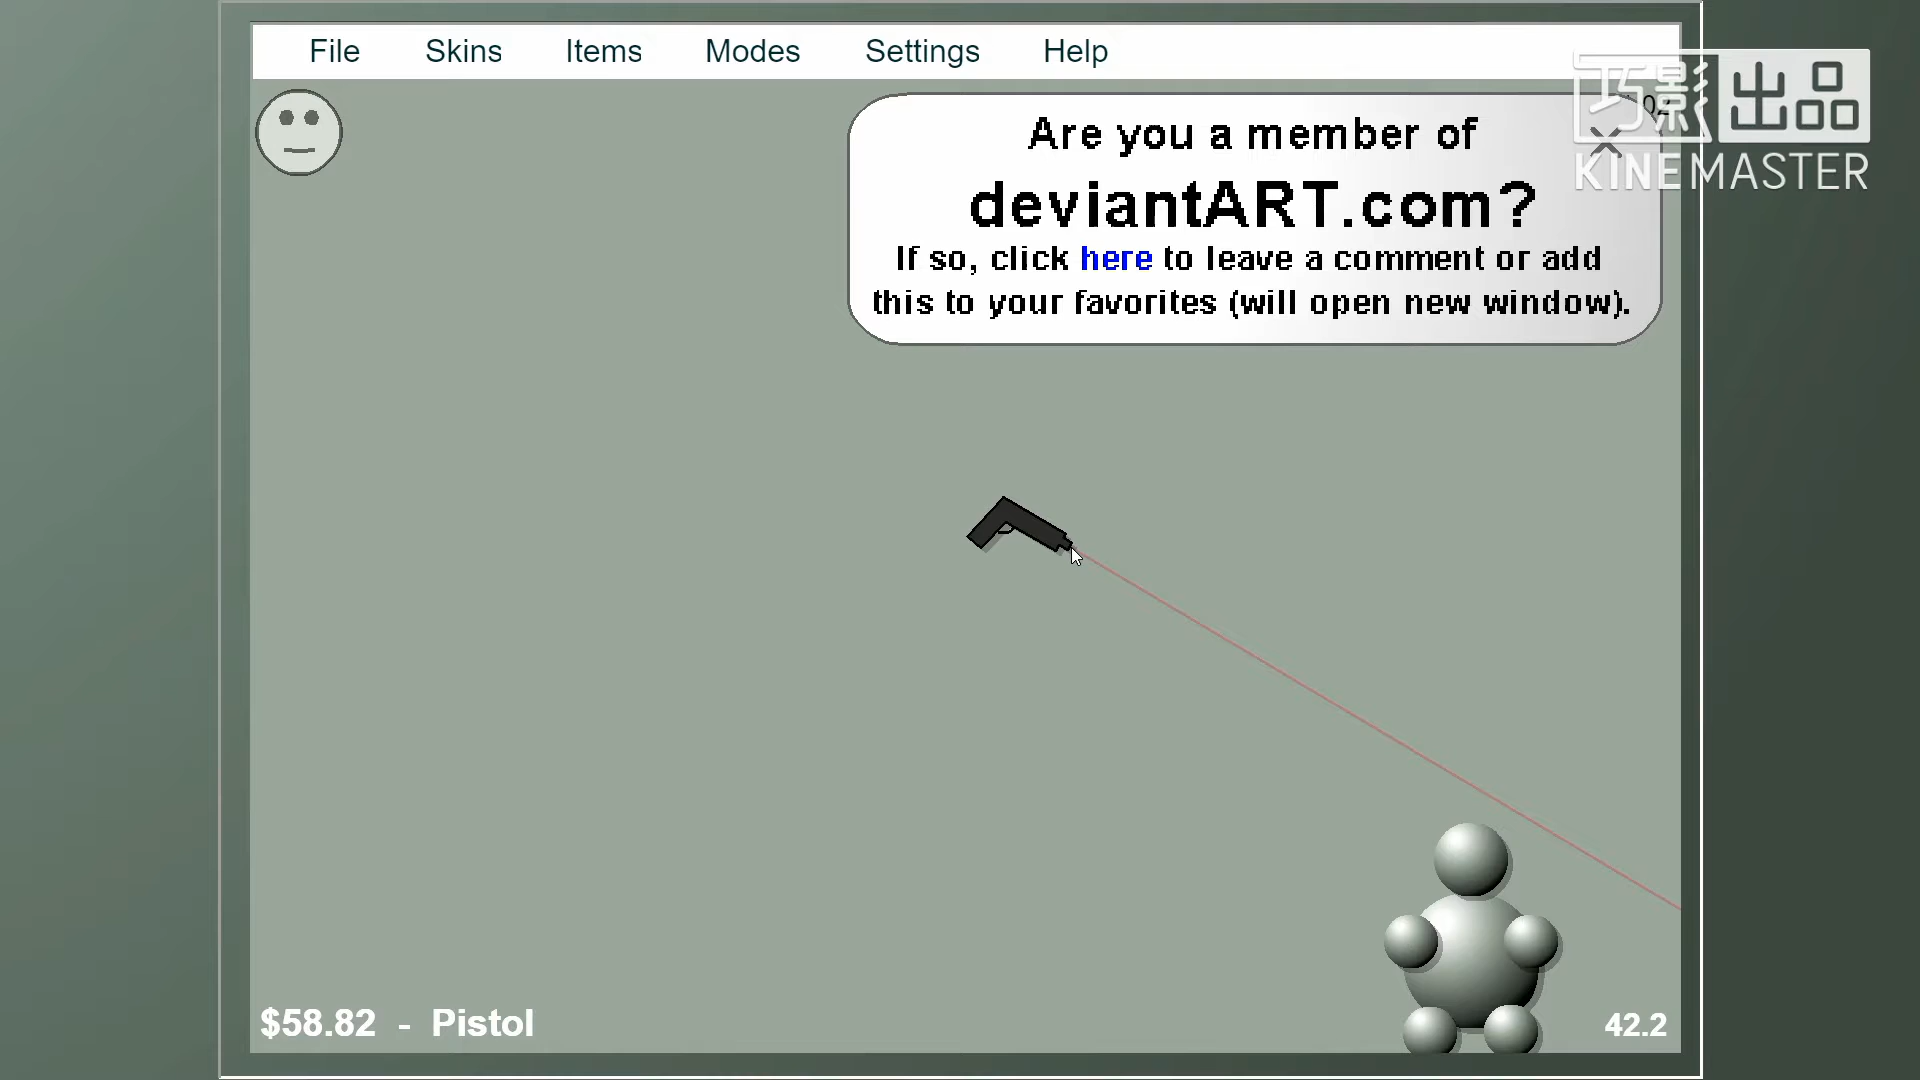 File Skins Items Modes Settings Help
巧影出品
KINEMASTER
Are you a member of
deviantART.com?
If so, click here to leave a comment or add
this to your favorites (will open new window).
$58.82 - Pistol
42.2